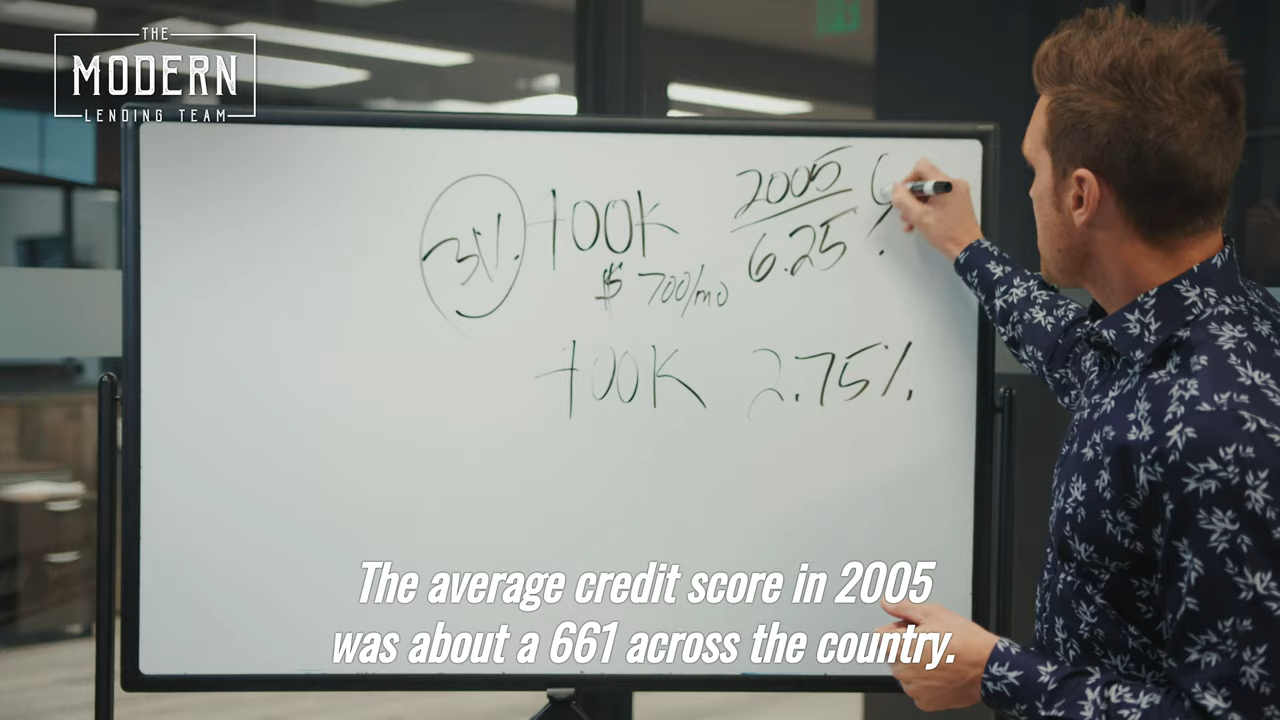 THE
MODERN
LENDING TEAM
3%. 400K 2005 6
$ 700/mo 6.25%
400K 2.75%
The average credit score in 2005
was about a 661 across the country.